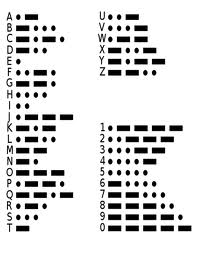 A • —
B — • • •
C — • — •
D — • •
E •
F • • — •
G — — •
H • • • •
I • •
J • — — —
K — • —
L • — • •
M — —
N — •
O — — —
P • — — •
Q — — • —
R • — •
S • • •
T —
U • • —
V • • • —
W • — —
X — • • —
Y — • — —
Z — — • •
1 • — — — —
2 • • — — —
3 • • • — —
4 • • • • —
5 • • • • •
6 — • • • •
7 — — • • •
8 — — — • •
9 — — — — •
0 — — — — —